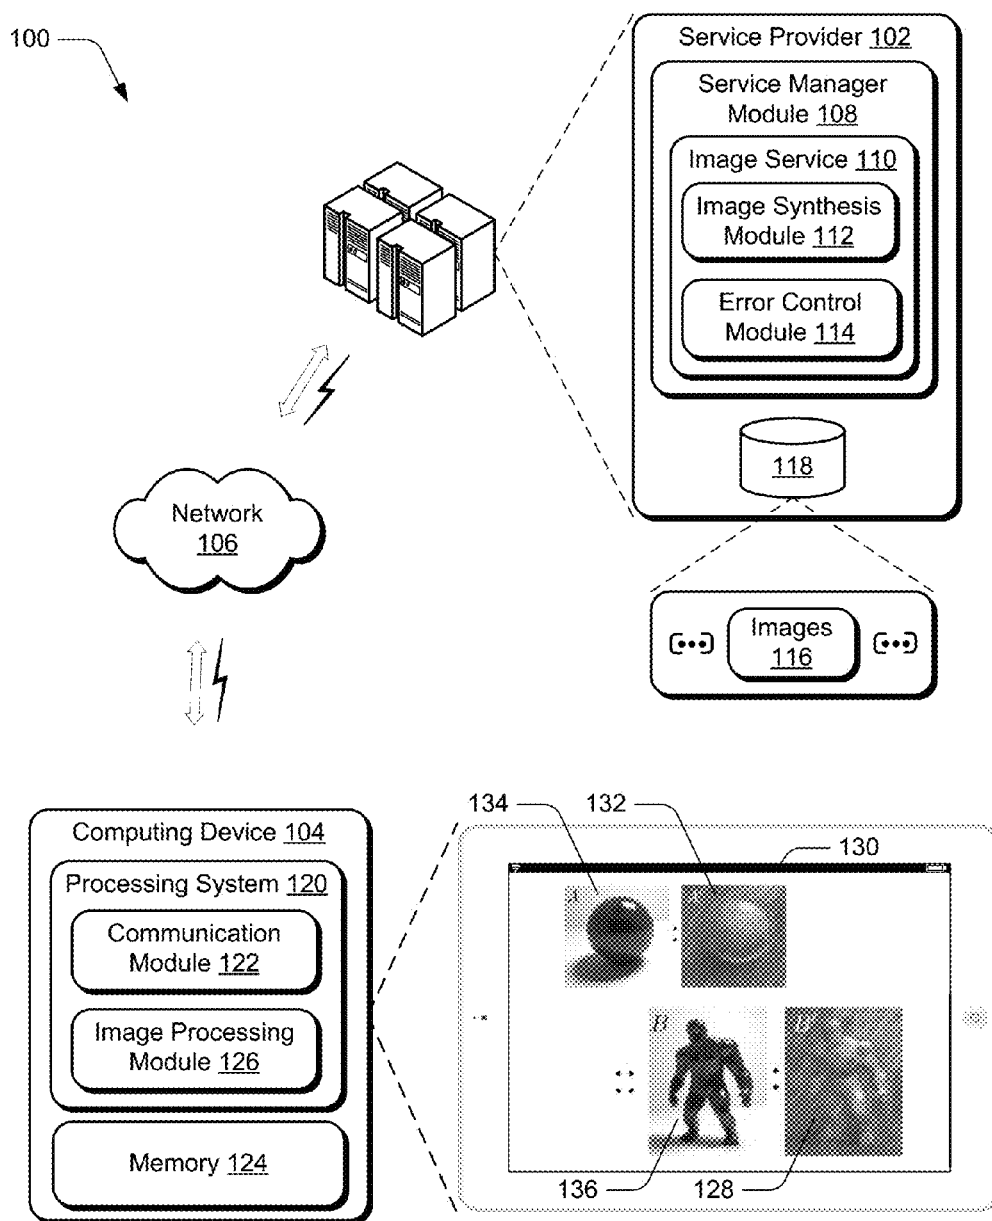 100
Service Provider 102
Service Manager
Module 108
Image Service 110
Image Synthesis
Module 112
Error Control
Module 114
118
Network
106
Images
116
Computing Device 104
Processing System 120
Communication
Module 122
Image Processing
Module 126
Memory 124
134
132
130
A
B
136
128